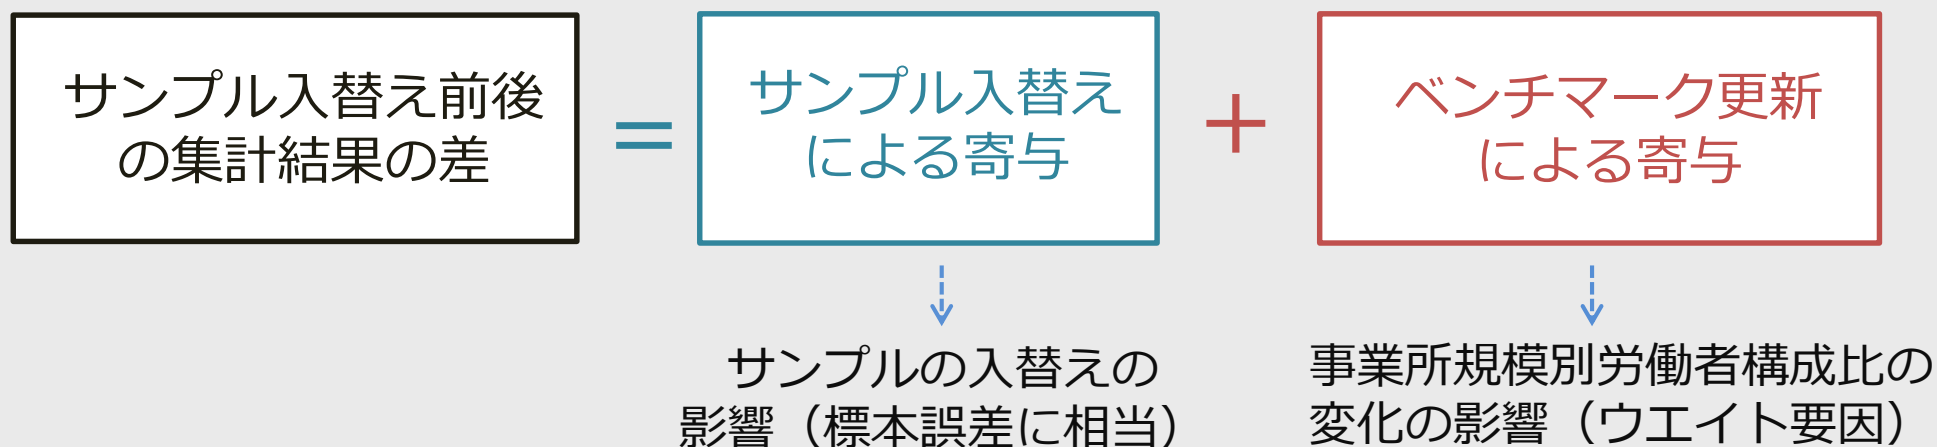 サンプル入替え前後
の集計結果の差
=
サンプル入替え
による寄与
+
ベンチマーク更新
による寄与
サンプルの入替えの
影響（標本誤差に相当）
事業所規模別労働者構成比の
変化の影響（ウエイト要因）